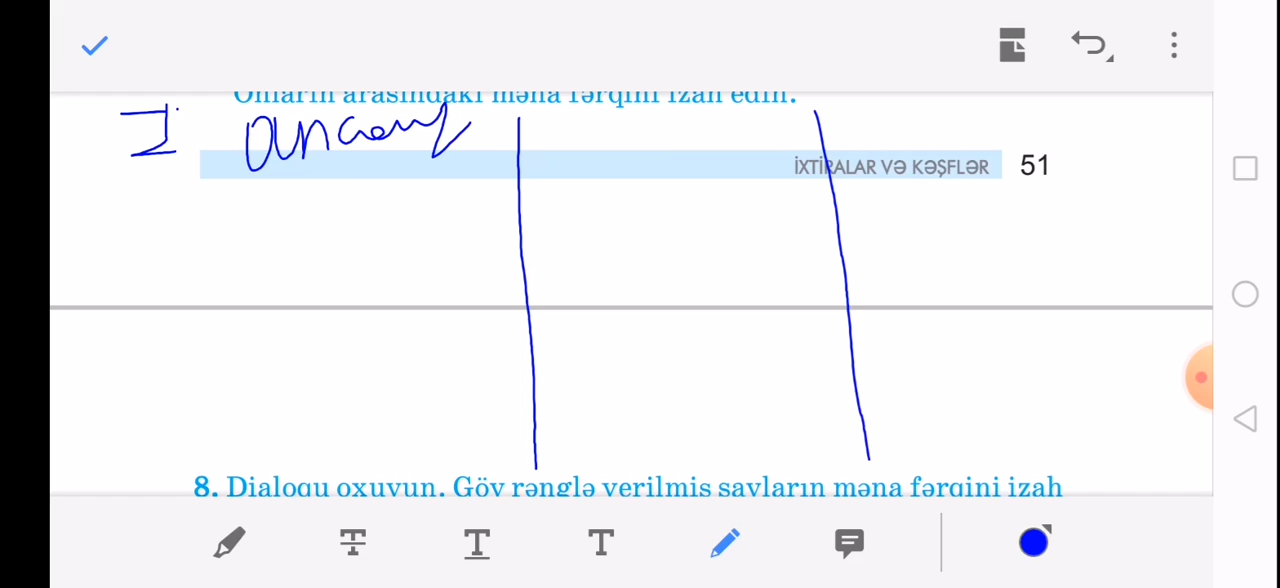 Onların arasındakı məna fərqini izah edin.
I ancaq
İXTİRALAR VƏ KƏŞFLƏR 51
8. Dialoqu oxuyun. Göy rənglə verilmiş sayların məna fərqini izah